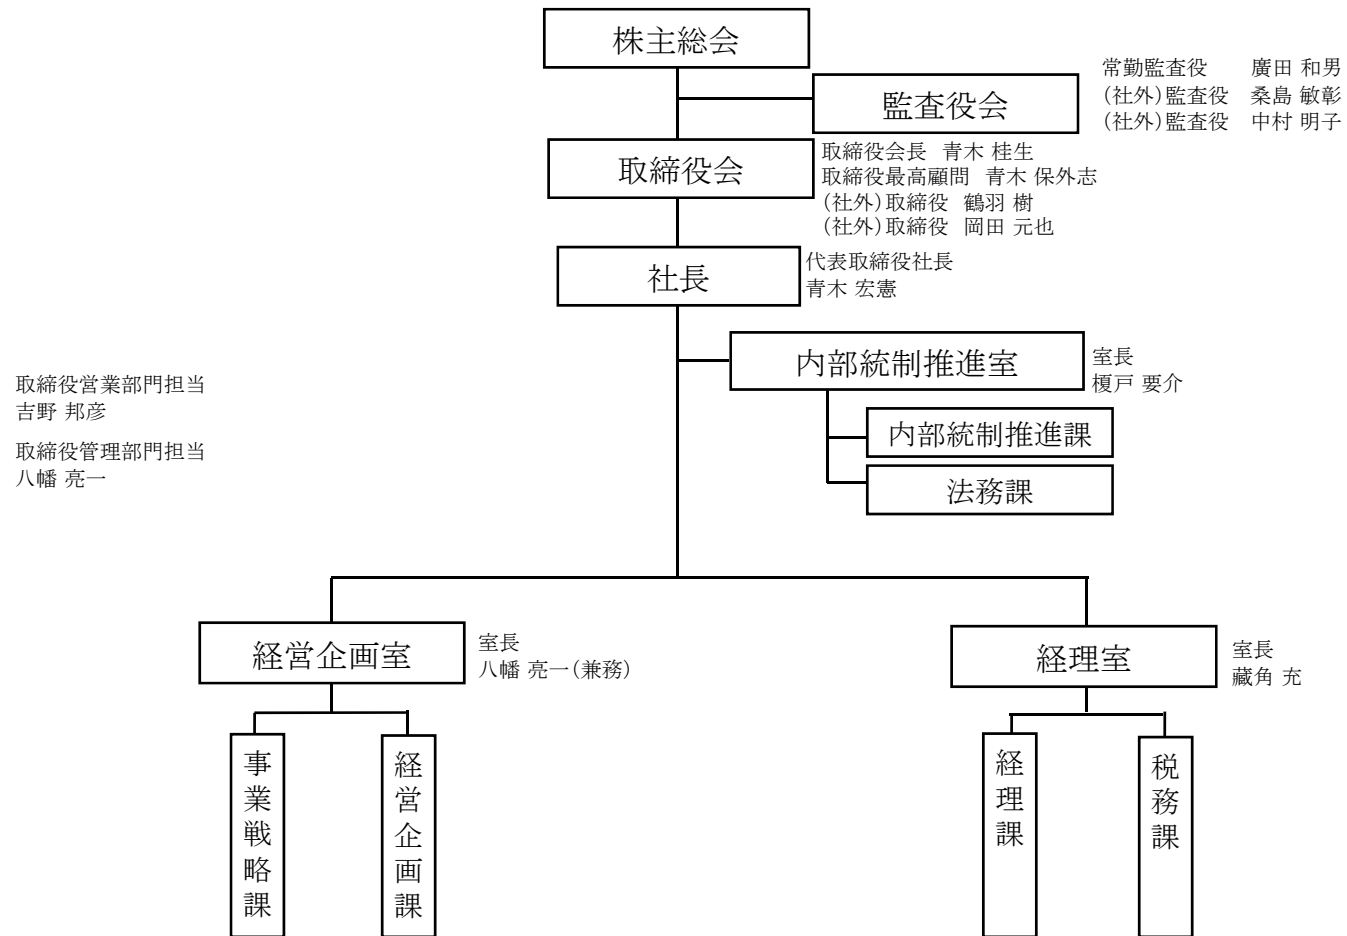 株主総会
常勤監査役 廣田 和男
監査役会
(社外)監査役 桑島 敏彰
(社外)監査役 中村 明子
取締役会
取締役会長 青木 桂生
取締役最高顧問 青木 保外志
(社外)取締役 鶴羽 樹
(社外)取締役 岡田 元也
社長
代表取締役社長
青木 宏憲
内部統制推進室
室長
榎戸 要介
取締役営業部門担当
吉野 邦彦
取締役管理部門担当
八幡 亮一
内部統制推進課
法務課
経営企画室
室長
八幡 亮一(兼務)
経理室
室長
藏角 充
事業戦略課
経営企画課
経理課
税務課